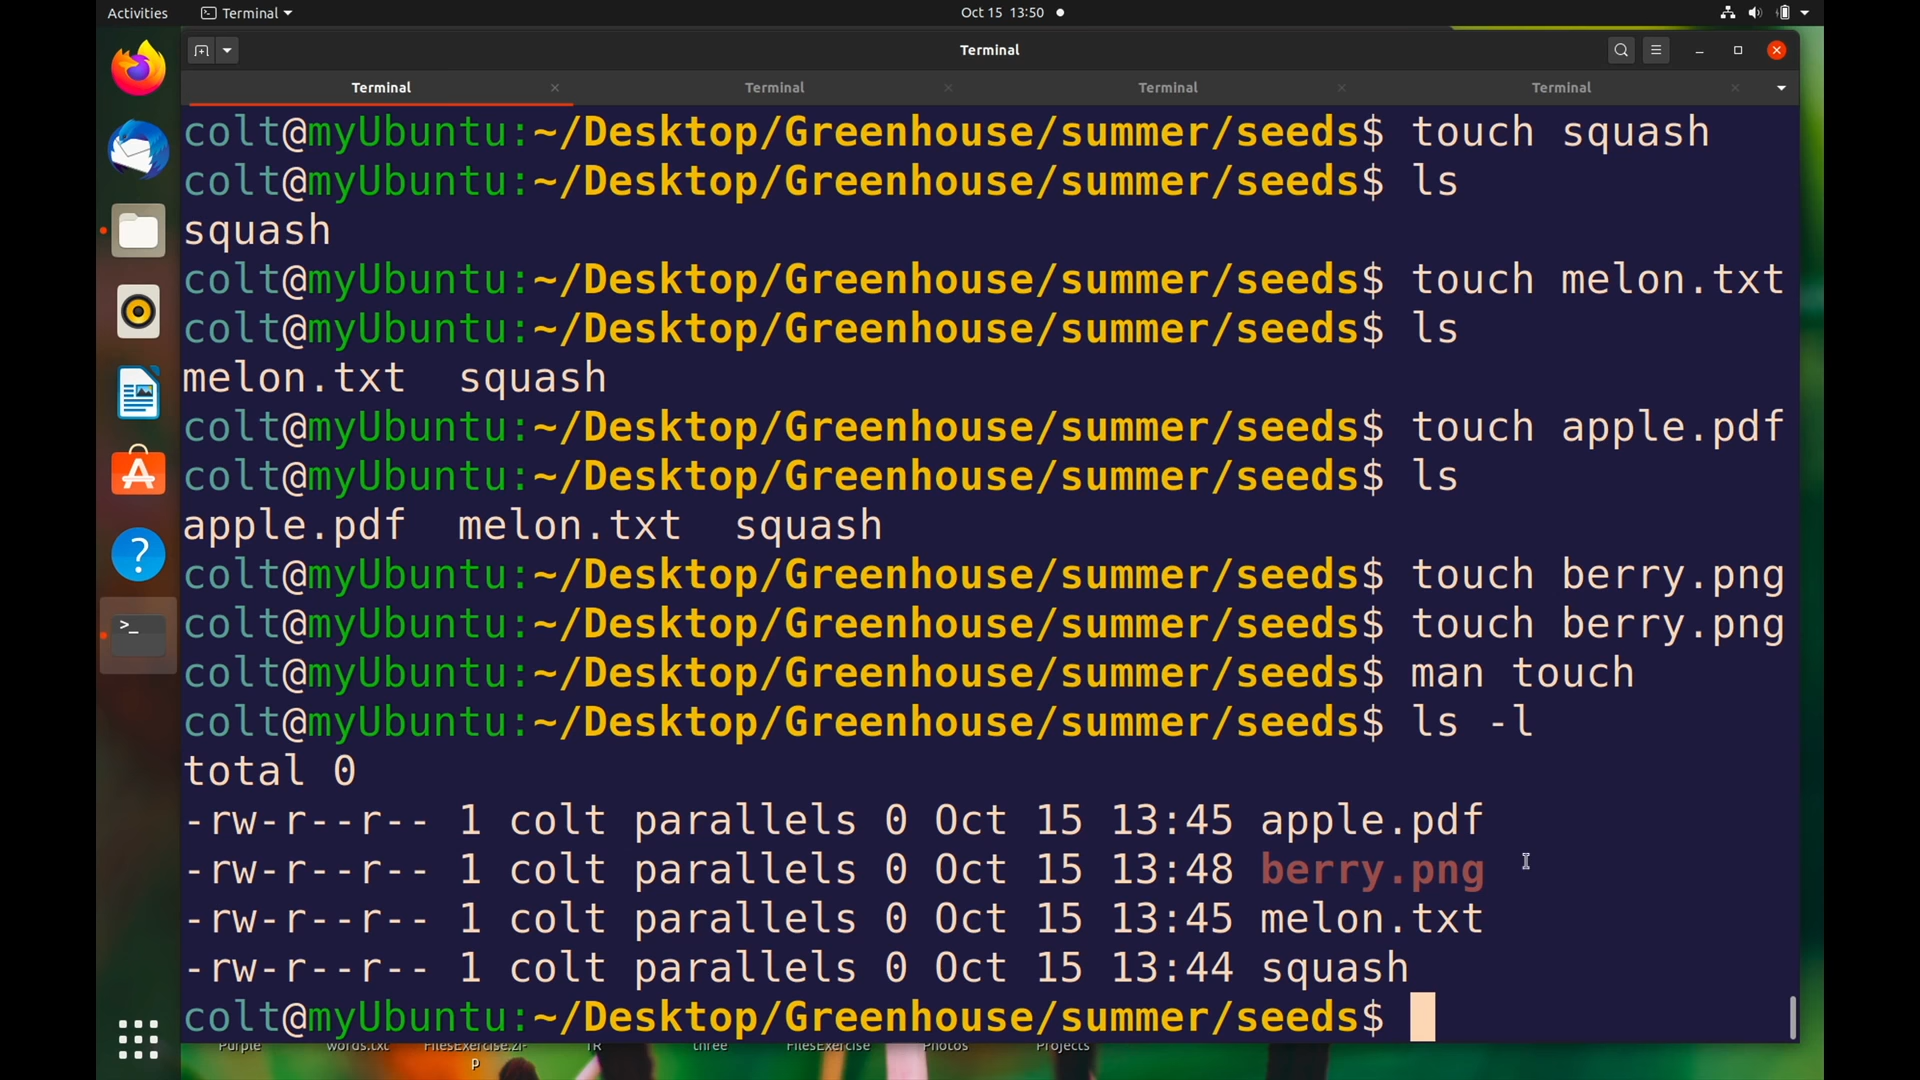 Activities Terminal Oct 15 13:50
Terminal
Terminal Terminal Terminal Terminal
colt@myUbuntu:~/Desktop/Greenhouse/summer/seeds$ touch squash
colt@myUbuntu:~/Desktop/Greenhouse/summer/seeds$ ls
squash
colt@myUbuntu:~/Desktop/Greenhouse/summer/seeds$ touch melon.txt
colt@myUbuntu:~/Desktop/Greenhouse/summer/seeds$ ls
melon.txt  squash
colt@myUbuntu:~/Desktop/Greenhouse/summer/seeds$ touch apple.pdf
colt@myUbuntu:~/Desktop/Greenhouse/summer/seeds$ ls
apple.pdf  melon.txt  squash
colt@myUbuntu:~/Desktop/Greenhouse/summer/seeds$ touch berry.png
colt@myUbuntu:~/Desktop/Greenhouse/summer/seeds$ touch berry.png
colt@myUbuntu:~/Desktop/Greenhouse/summer/seeds$ man touch
colt@myUbuntu:~/Desktop/Greenhouse/summer/seeds$ ls -l
total 0
-rw-r--r-- 1 colt parallels 0 Oct 15 13:45 apple.pdf
-rw-r--r-- 1 colt parallels 0 Oct 15 13:48 berry.png
-rw-r--r-- 1 colt parallels 0 Oct 15 13:45 melon.txt
-rw-r--r-- 1 colt parallels 0 Oct 15 13:44 squash
colt@myUbuntu:~/Desktop/Greenhouse/summer/seeds$
Purple words.txt FilesExercise.zi- TR three FilesExercise Photos Projects
p